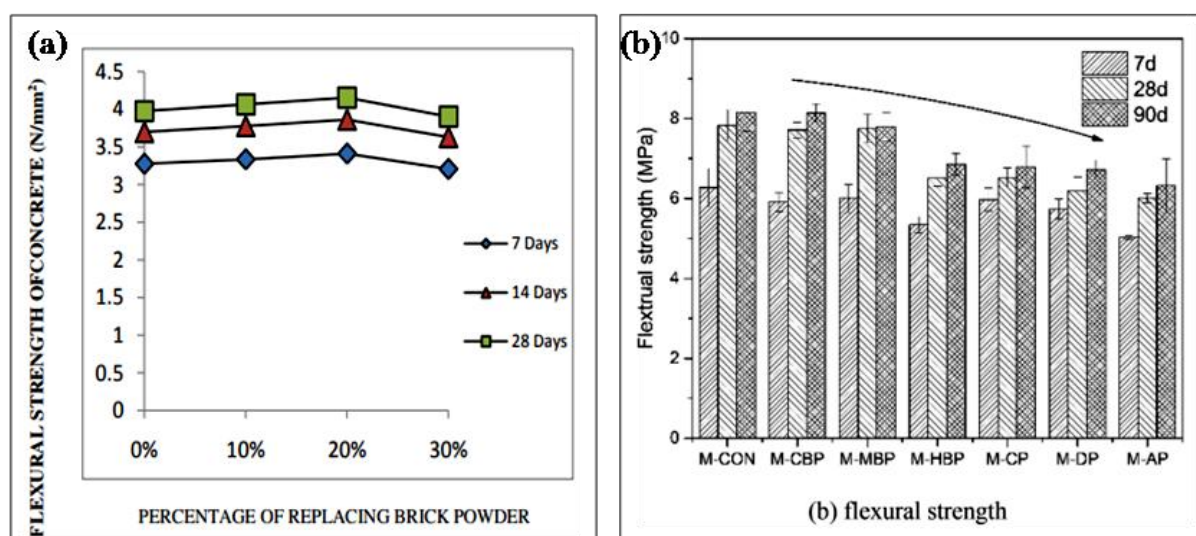 (a)
FLEXURAL STRENGTH OFCONCRETE (N/mm²)
4.5
4
3.5
3
2.5
2
1.5
1
0.5
0
0% 10% 20% 30%
7 Days
14 Days
28 Days
PERCENTAGE OF REPLACING BRICK POWDER
(b)
Flextrual strength (MPa)
10
8
6
4
2
0
7d
28d
90d
M-CON M-CBP M-MBP M-HBP M-CP M-DP M-AP
(b) flexural strength